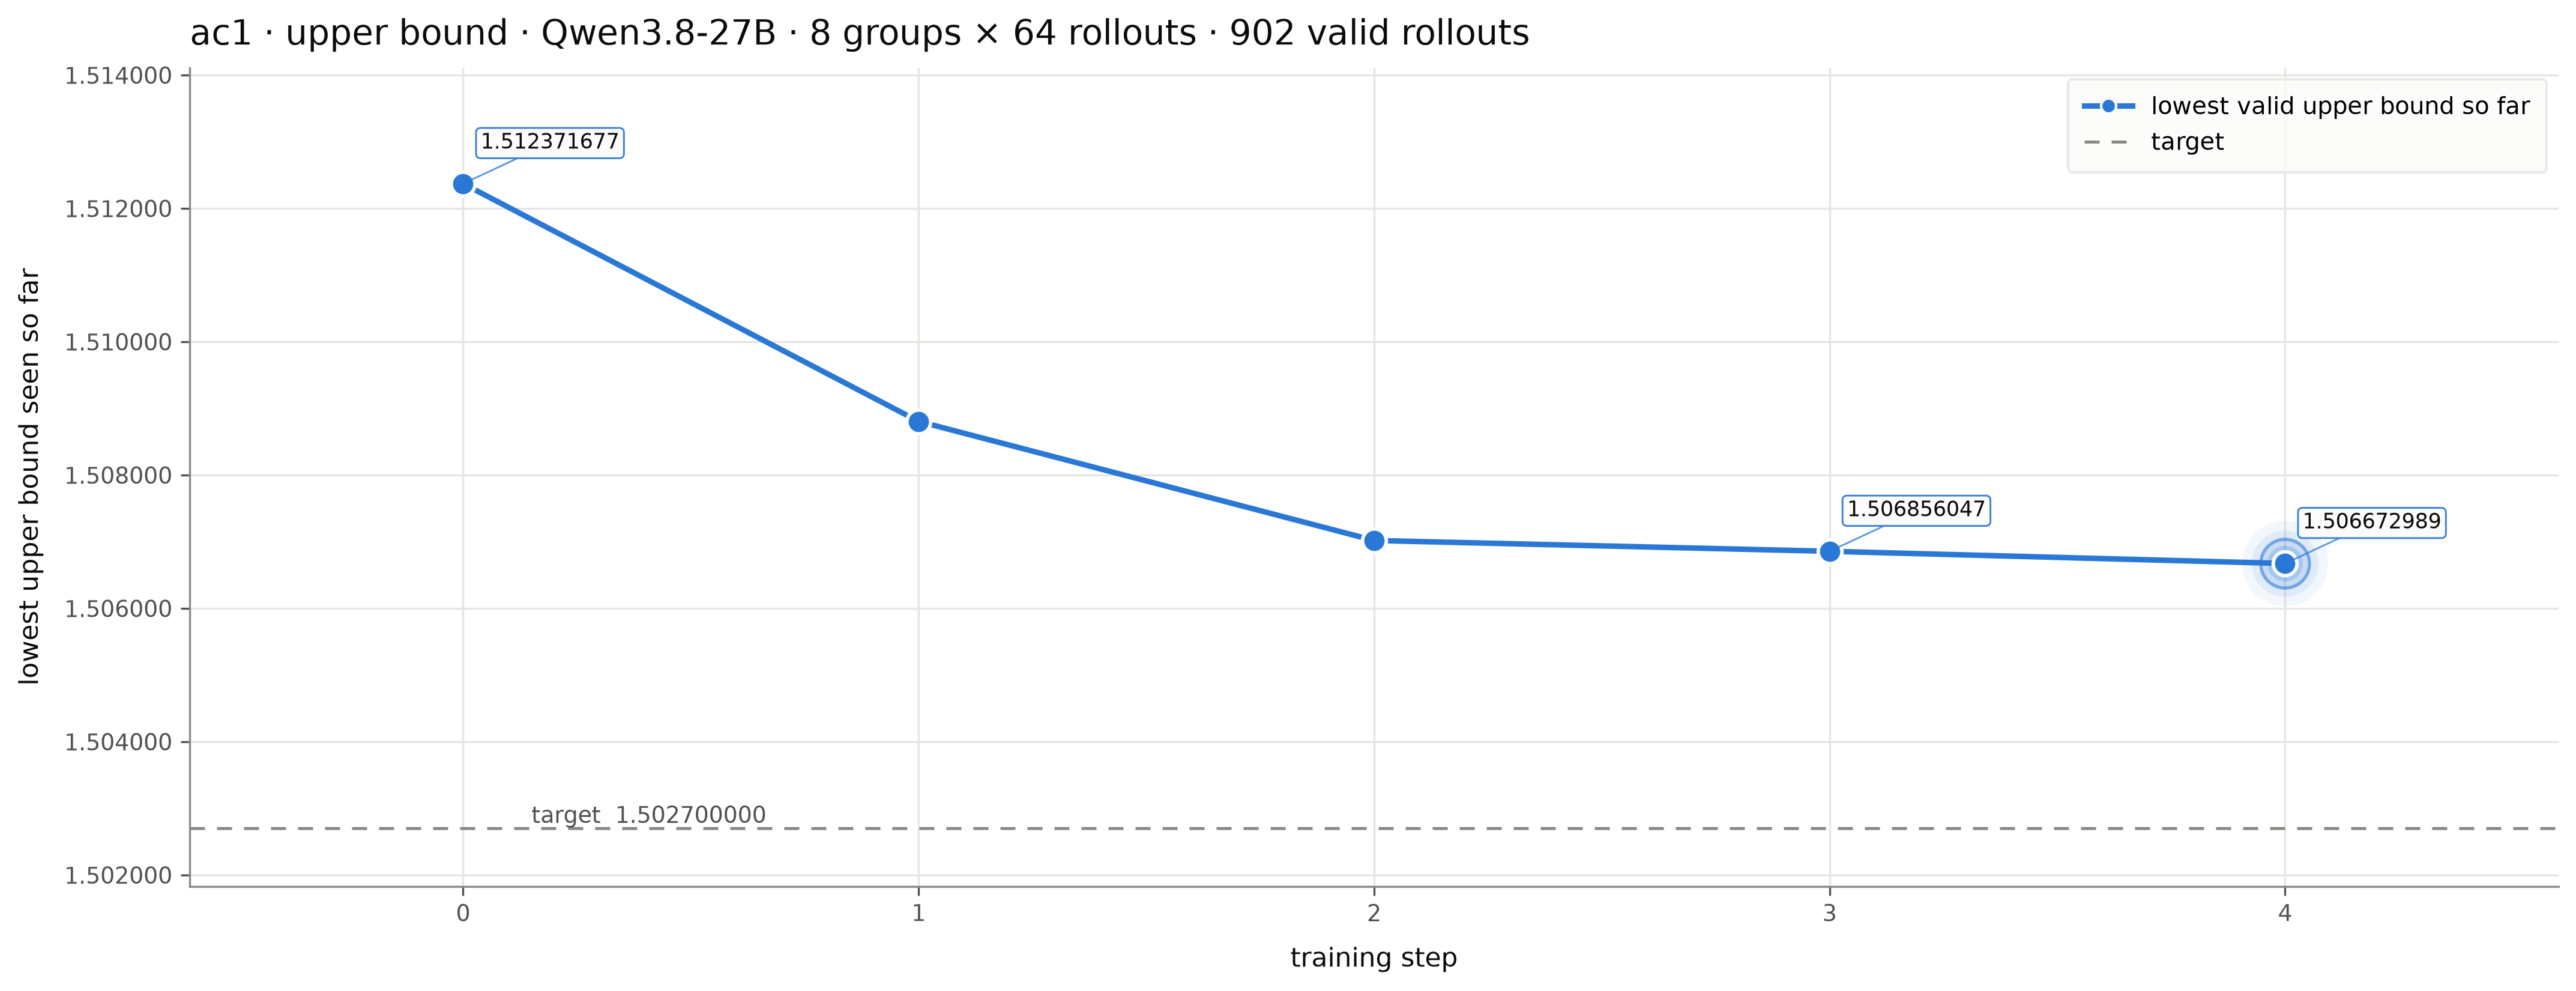 ac1 · upper bound · Qwen3.8-27B · 8 groups × 64 rollouts · 902 valid rollouts
lowest valid upper bound so far
target
lowest upper bound seen so far
1.514000
1.512000
1.510000
1.508000
1.506000
1.504000
1.502000
1.512371677
1.506856047
1.506672989
target 1.502700000
0
1
2
3
4
training step